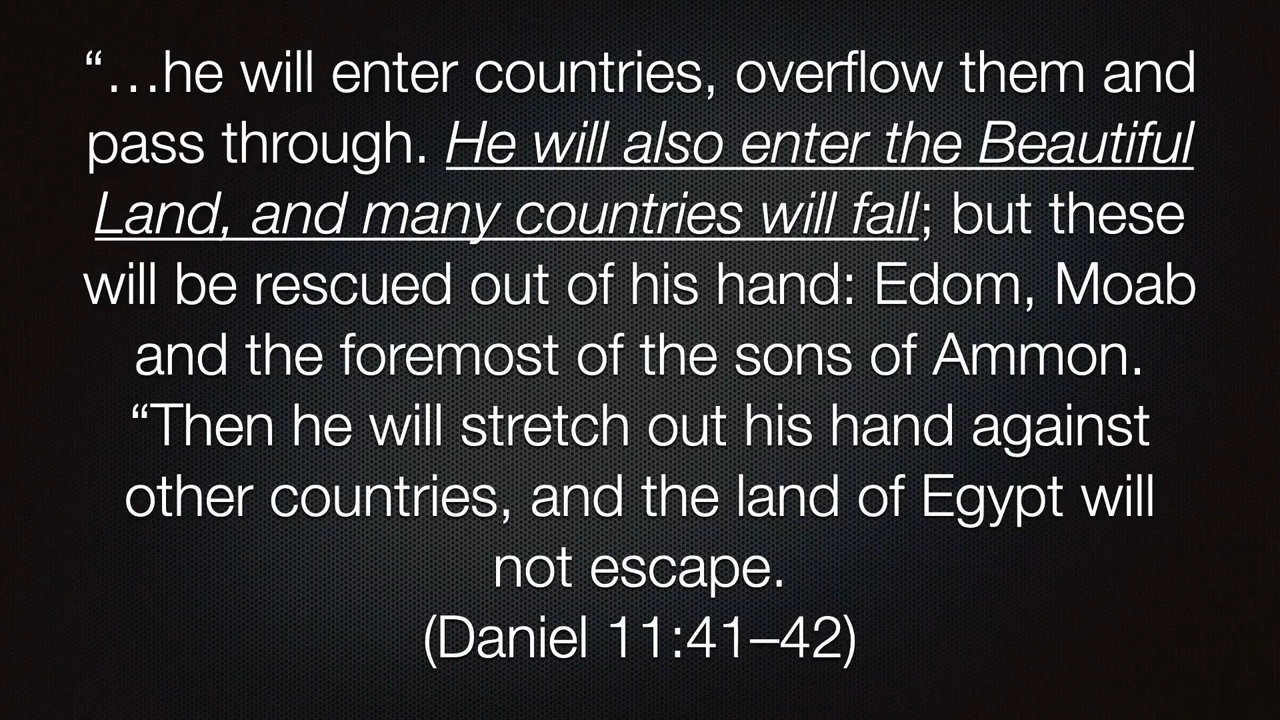 “…he will enter countries, overflow them and
pass through. He will also enter the Beautiful
Land, and many countries will fall; but these
will be rescued out of his hand: Edom, Moab
and the foremost of the sons of Ammon.
“Then he will stretch out his hand against
other countries, and the land of Egypt will
not escape.
(Daniel 11:41–42)